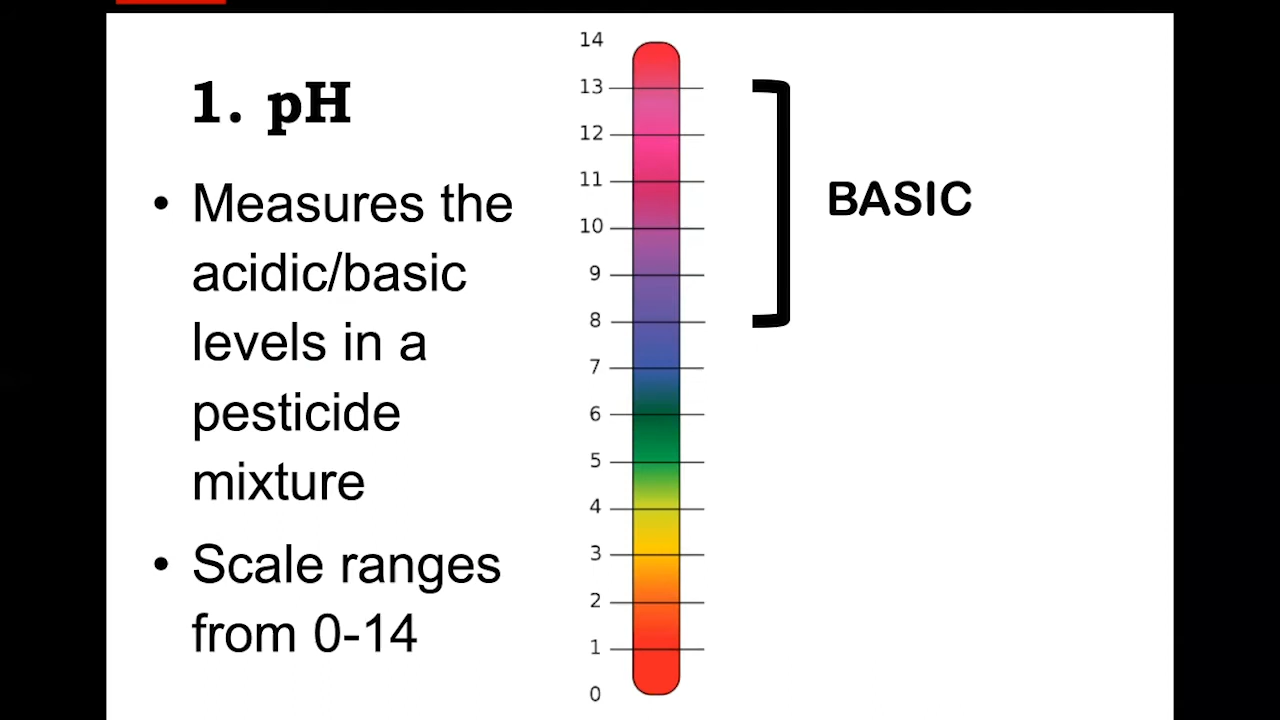 1. pH
• Measures the
acidic/basic
levels in a
pesticide
mixture
• Scale ranges
from 0-14
14
13
12
11
10
9
8
7
6
5
4
3
2
1
0
BASIC